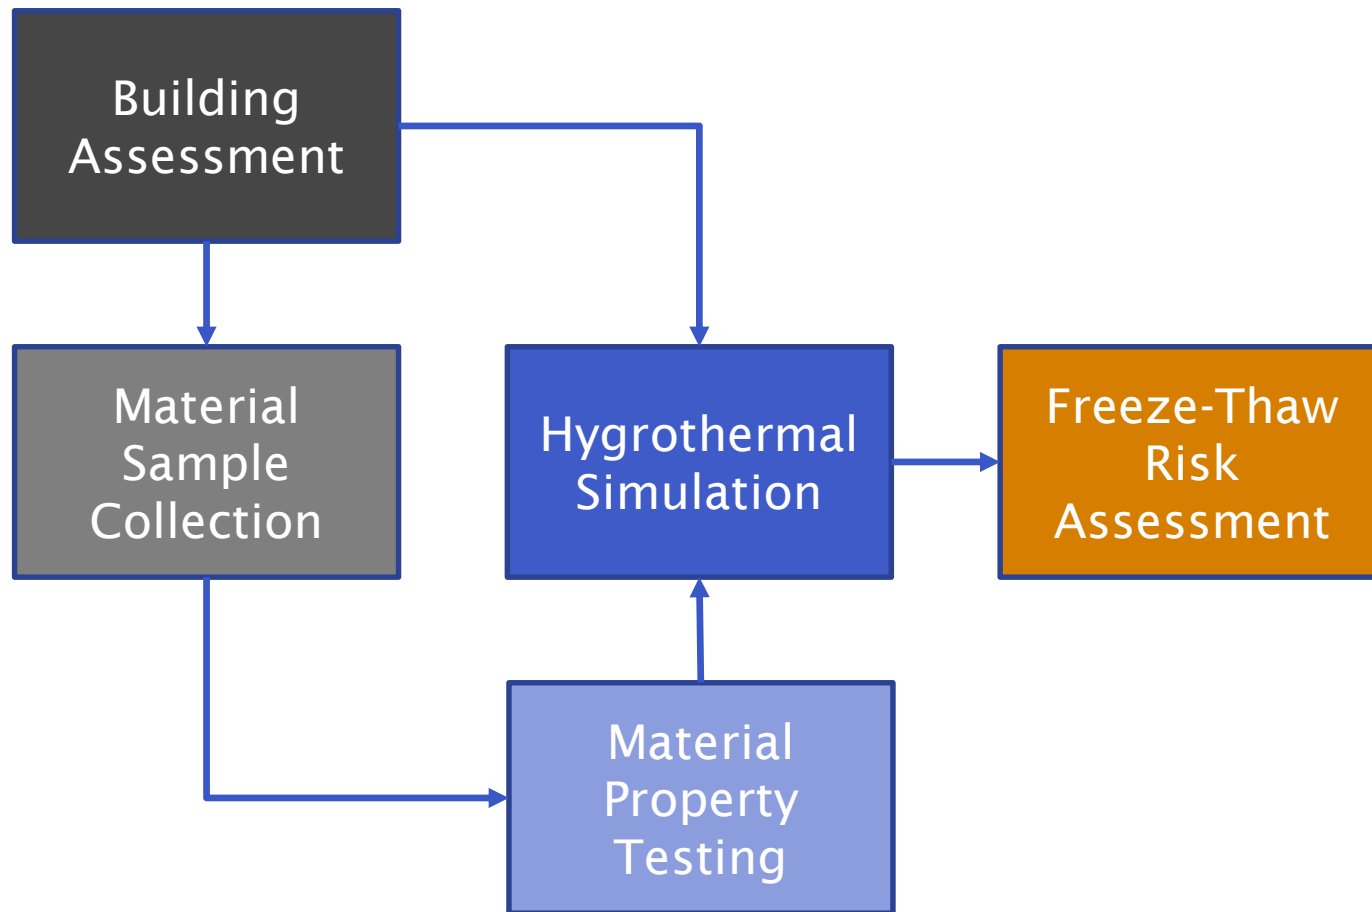 Building
Assessment
Material
Sample
Collection
Hygrothermal
Simulation
Freeze-Thaw
Risk
Assessment
Material
Property
Testing